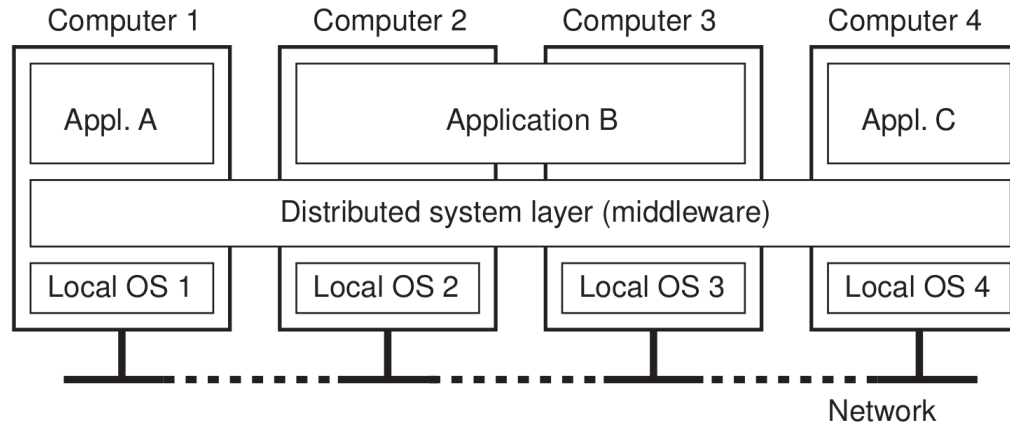 Computer 1
Computer 2
Computer 3
Computer 4
Appl. A
Application B
Appl. C
Distributed system layer (middleware)
Local OS 1
Local OS 2
Local OS 3
Local OS 4
Network